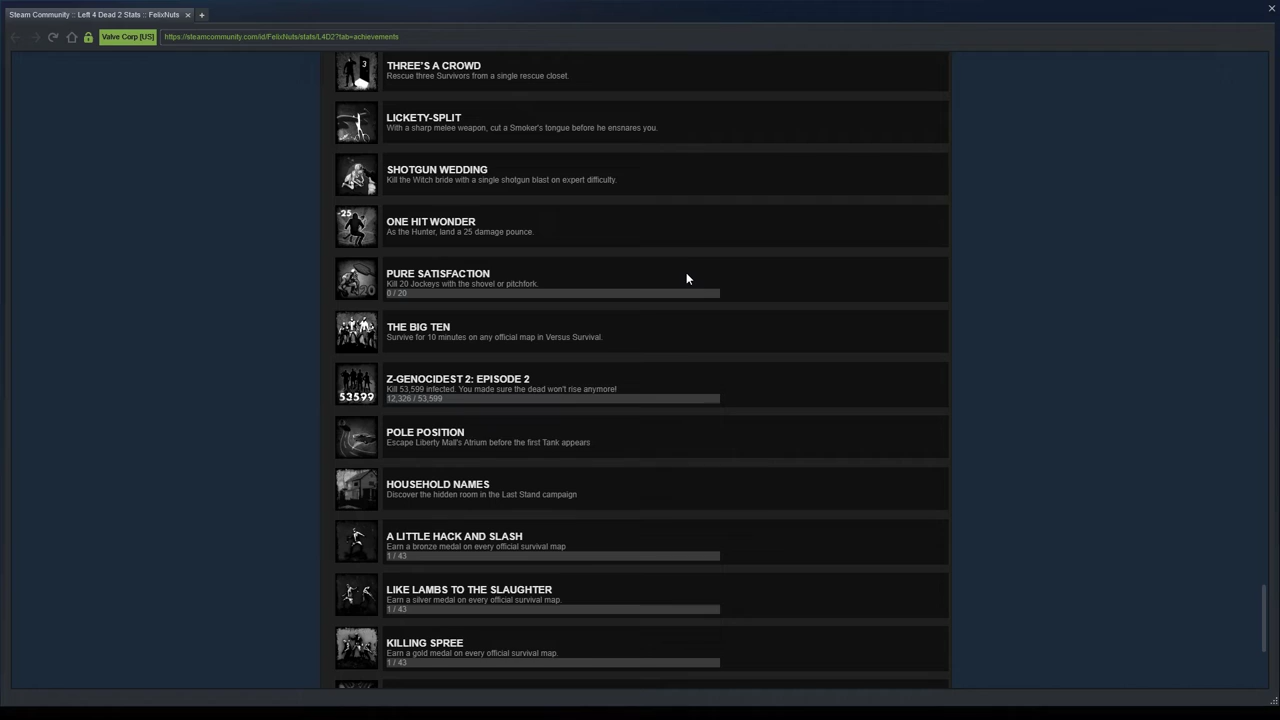 Steam Community :: Left 4 Dead 2 Stats :: FelixNuts
Valve Corp [US]
https://steamcommunity.com/id/FelixNuts/stats/L4D2?tab=achievements
3
THREE'S A CROWD
Rescue three Survivors from a single rescue closet.
LICKETY-SPLIT
With a sharp melee weapon, cut a Smoker's tongue before he ensnares you.
SHOTGUN WEDDING
Kill the Witch bride with a single shotgun blast on expert difficulty.
-25
ONE HIT WONDER
As the Hunter, land a 25 damage pounce.
20
PURE SATISFACTION
Kill 20 Jockeys with the shovel or pitchfork.
0 / 20
THE BIG TEN
Survive for 10 minutes on any official map in Versus Survival.
53599
Z-GENOCIDEST 2: EPISODE 2
Kill 53,599 infected. You made sure the dead won't rise anymore!
12,326 / 53,599
POLE POSITION
Escape Liberty Mall's Atrium before the first Tank appears
HOUSEHOLD NAMES
Discover the hidden room in the Last Stand campaign
A LITTLE HACK AND SLASH
Earn a bronze medal on every official survival map
1 / 43
LIKE LAMBS TO THE SLAUGHTER
Earn a silver medal on every official survival map.
1 / 43
KILLING SPREE
Earn a gold medal on every official survival map.
1 / 43